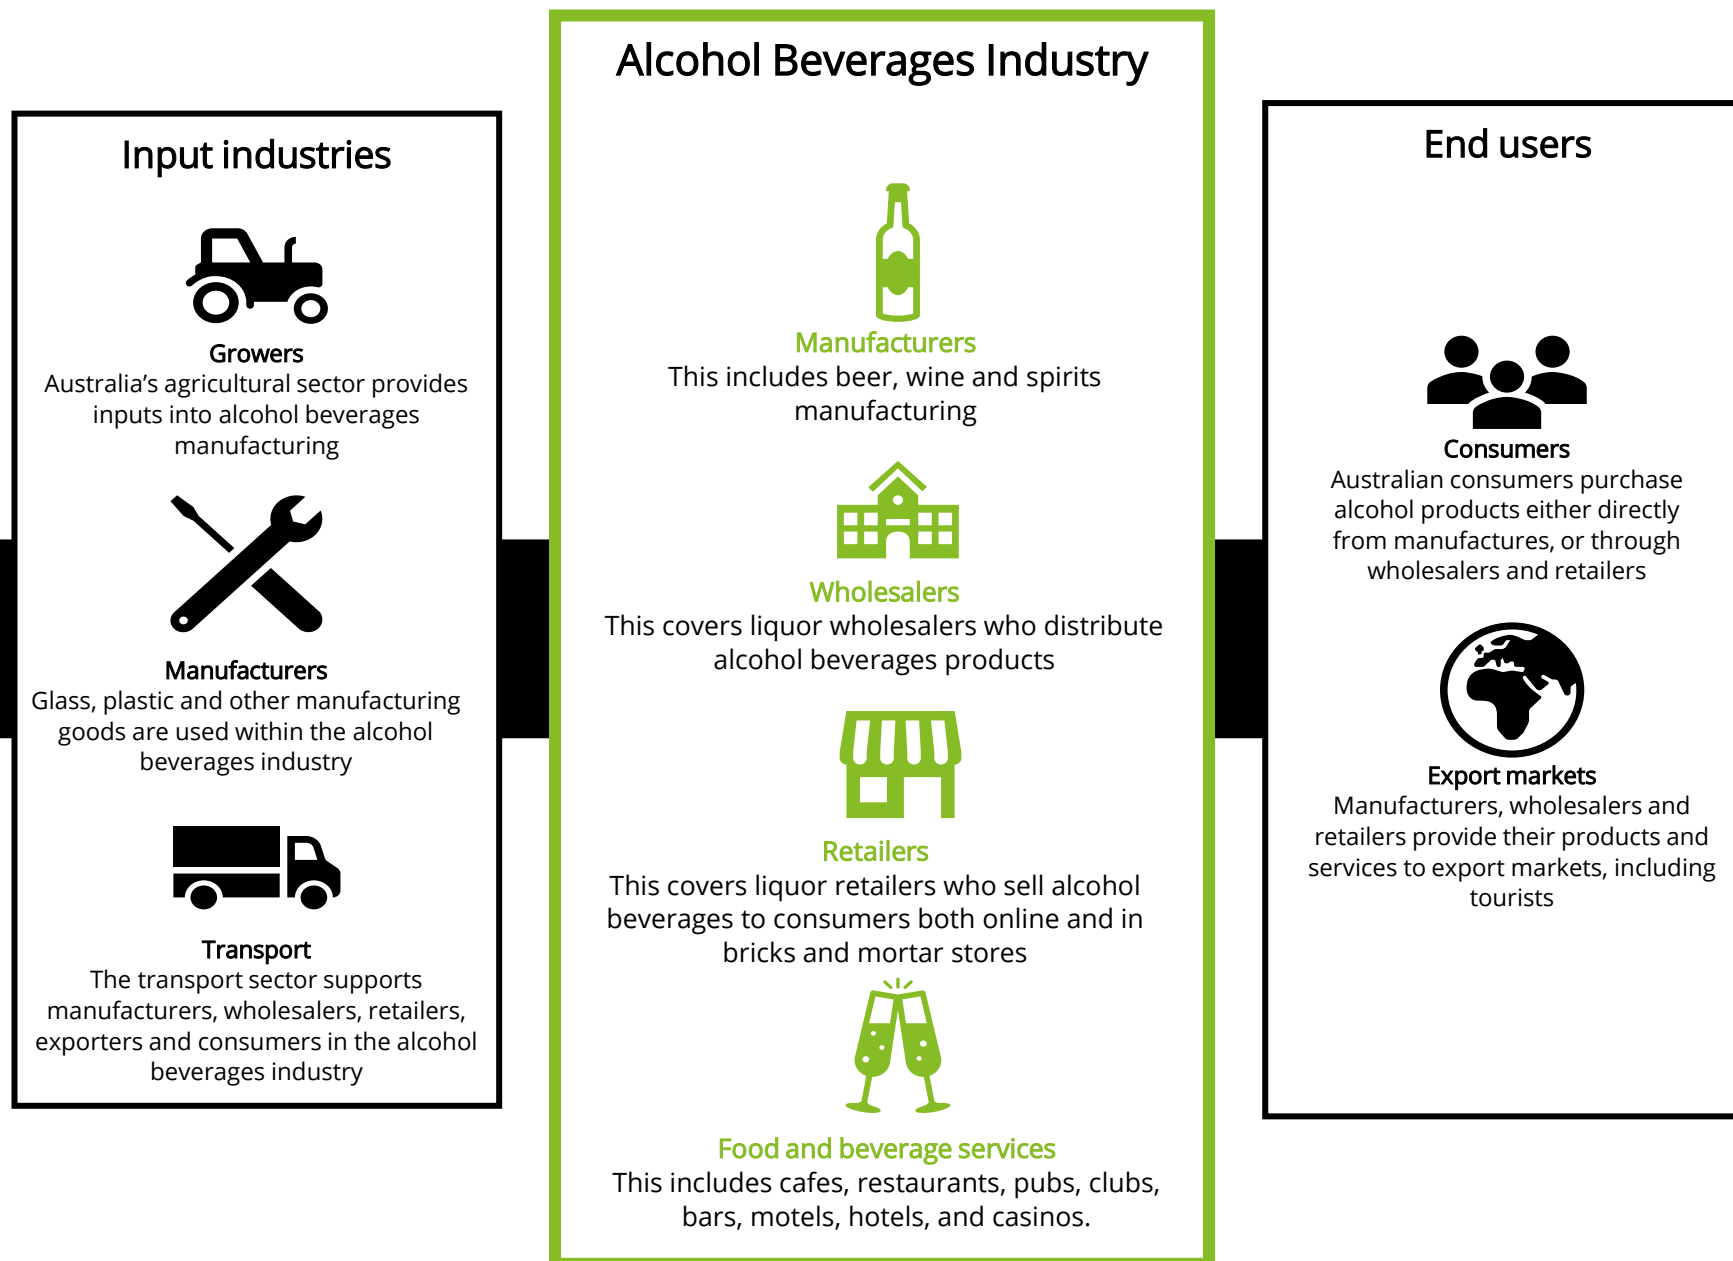 Input industries
Growers
Australia’s agricultural sector provides
inputs into alcohol beverages
manufacturing
Manufacturers
Glass, plastic and other manufacturing
goods are used within the alcohol
beverages industry
Transport
The transport sector supports
manufacturers, wholesalers, retailers,
exporters and consumers in the alcohol
beverages industry
Alcohol Beverages Industry
Manufacturers
This includes beer, wine and spirits
manufacturing
Wholesalers
This covers liquor wholesalers who distribute
alcohol beverages products
Retailers
This covers liquor retailers who sell alcohol
beverages to consumers both online and in
bricks and mortar stores
Food and beverage services
This includes cafes, restaurants, pubs, clubs,
bars, motels, hotels, and casinos.
End users
Consumers
Australian consumers purchase
alcohol products either directly
from manufactures, or through
wholesalers and retailers
Export markets
Manufacturers, wholesalers and
retailers provide their products and
services to export markets, including
tourists